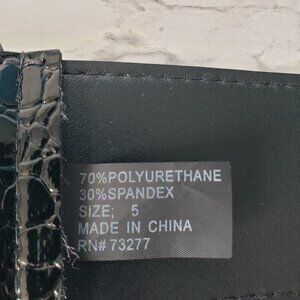 70%POLYURETHANE
30%SPANDEX
SIZE; 5
MADE IN CHINA
RN# 73277